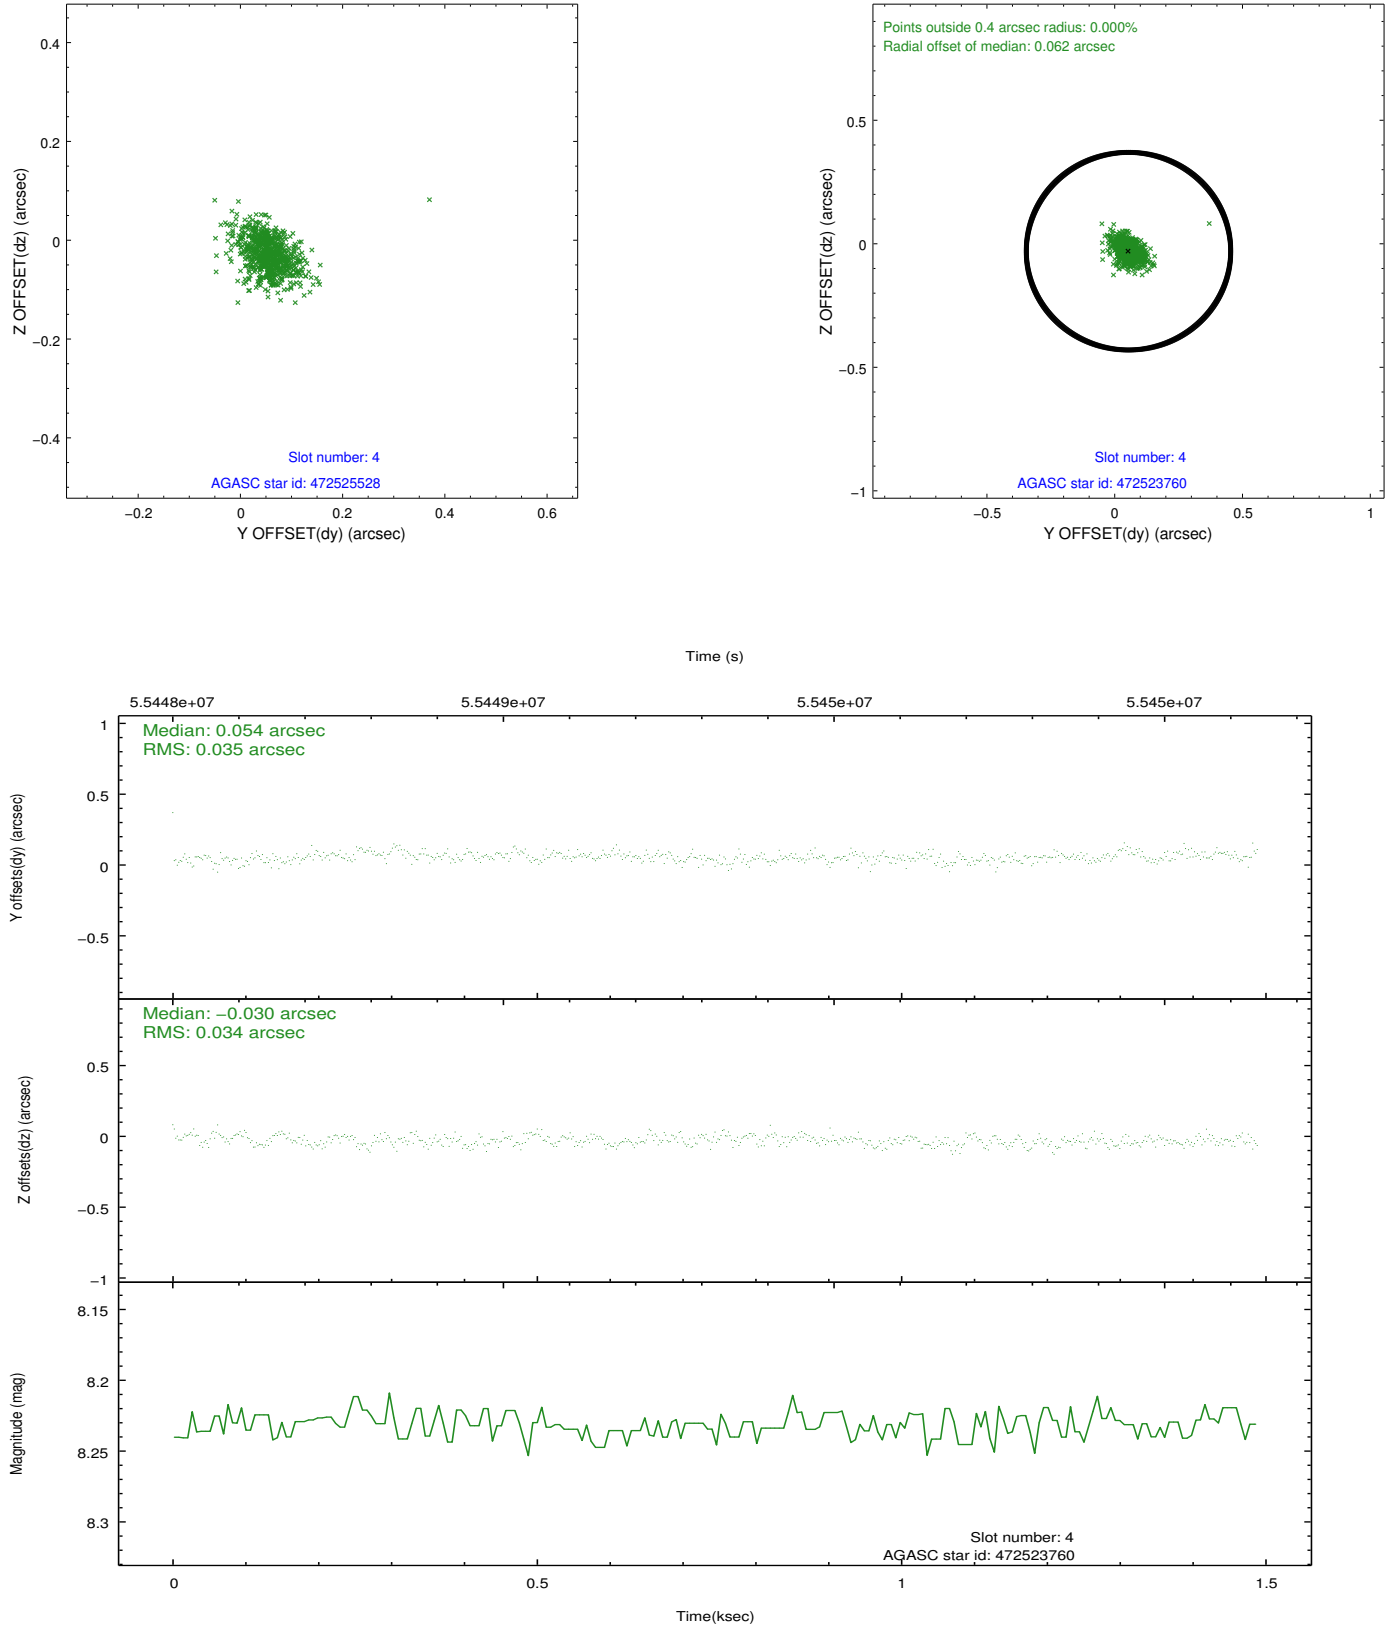 0.4
0.2
0
−0.2
−0.4
Z OFFSET(dz) (arcsec)
Slot number: 4
AGASC star id: 472525528
−0.2 0 0.2 0.4 0.6
Y OFFSET(dy) (arcsec)
Points outside 0.4 arcsec radius: 0.000%
Radial offset of median: 0.062 arcsec
0.5
0
−0.5
−1
Z OFFSET(dz) (arcsec)
Slot number: 4
AGASC star id: 472523760
−0.5 0 0.5 1
Y OFFSET(dy) (arcsec)
Time (s)
5.5448e+07 5.5449e+07 5.545e+07 5.545e+07
Median: 0.054 arcsec
RMS: 0.035 arcsec
1
0.5
0
−0.5
Y offsets(dy) (arcsec)
Median: −0.030 arcsec
RMS: 0.034 arcsec
0.5
0
−0.5
−1
Z offsets(dz) (arcsec)
8.15
8.2
8.25
8.3
Magnitude (mag)
Slot number: 4
AGASC star id: 472523760
0 0.5 1 1.5
Time(ksec)